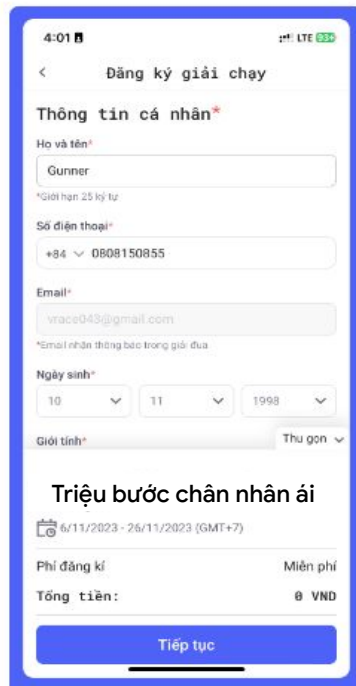 4:01
LTE 93
Đăng ký giải chạy
Thông tin cá nhân*
Họ và tên*
Gunner
*Giới hạn 25 ký tự
Số điện thoại*
+84 0808150855
Email*
vrace043@gmail.com
*Email nhận thông báo trong giải đua
Ngày sinh*
10 11 1998
Giới tính*
Thu gọn
Triệu bước chân nhân ái
6/11/2023 - 26/11/2023 (GMT+7)
Phí đăng kí Miễn phí
Tổng tiền: 0 VND
Tiếp tục